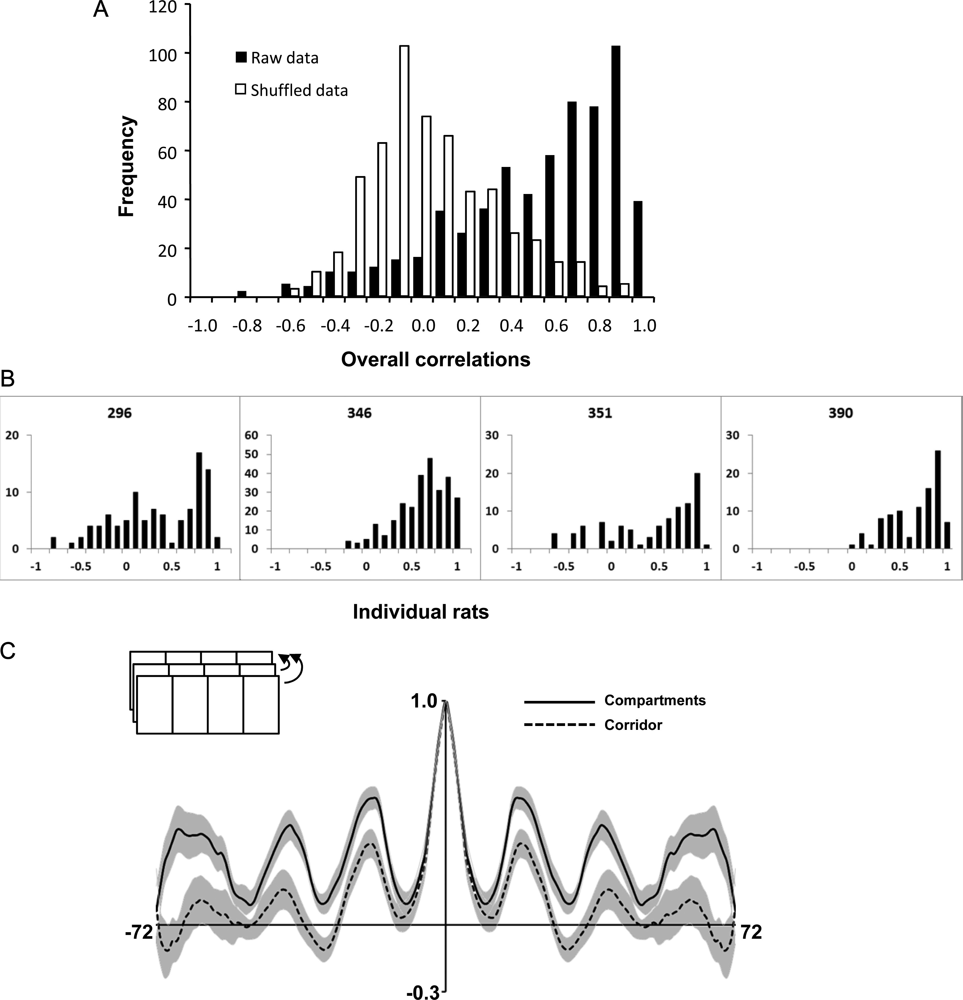 A
120
100
80
60
40
20
0
Frequency
Raw data
Shuffled data
-1.0 -0.8 -0.6 -0.4 -0.2 0.0 0.2 0.4 0.6 0.8 1.0
Overall correlations
B
296
20
10
0
-1 -0.5 0 0.5 1
346
60
50
40
30
20
10
0
-1 -0.5 0 0.5 1
351
30
20
10
0
-1 -0.5 0 0.5 1
390
30
20
10
0
-1 -0.5 0 0.5 1
Individual rats
C
1.0
Compartments
Corridor
-72
72
-0.3